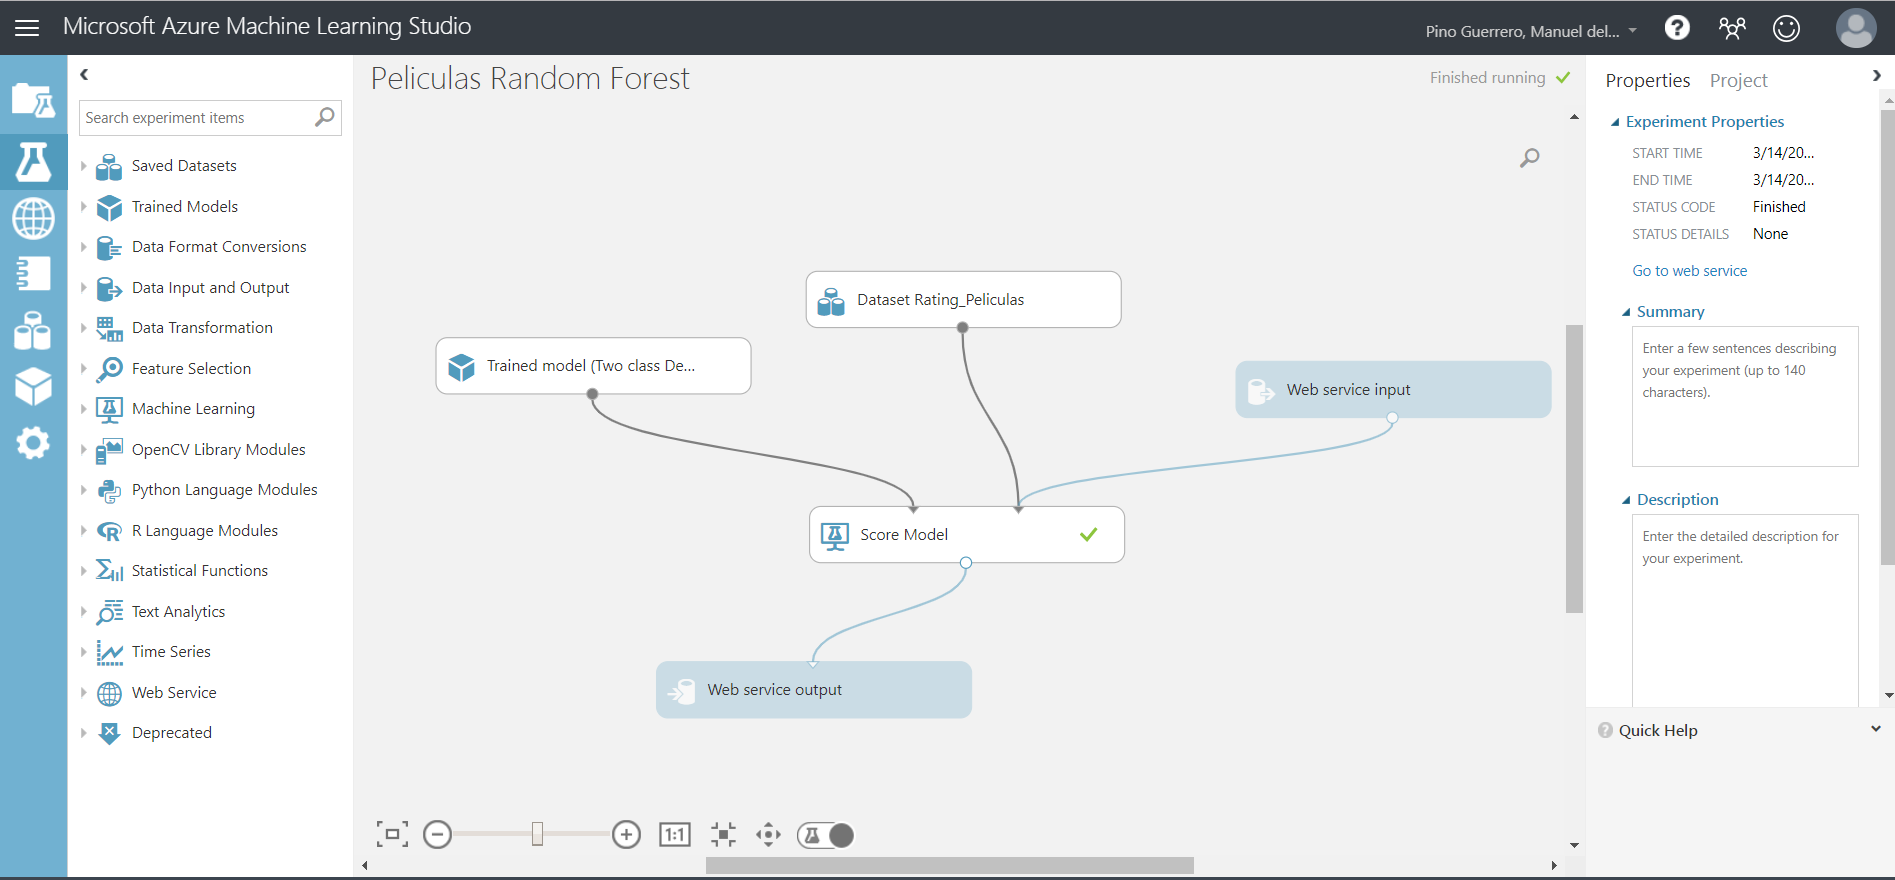 Microsoft Azure Machine Learning Studio
Pino Guerrero, Manuel del...
?
Search experiment items
Saved Datasets
Trained Models
Data Format Conversions
Data Input and Output
Data Transformation
Feature Selection
Machine Learning
OpenCV Library Modules
Python Language Modules
R Language Modules
Statistical Functions
Text Analytics
Time Series
Web Service
Deprecated
Peliculas Random Forest
Finished running
Dataset Rating_Peliculas
Trained model (Two class De...
Web service input
Score Model
Web service output
1:1
Properties
Project
Experiment Properties
START TIME 3/14/20...
END TIME 3/14/20...
STATUS CODE Finished
STATUS DETAILS None
Go to web service
Summary
Enter a few sentences describing
your experiment (up to 140
characters).
Description
Enter the detailed description for
your experiment.
? Quick Help